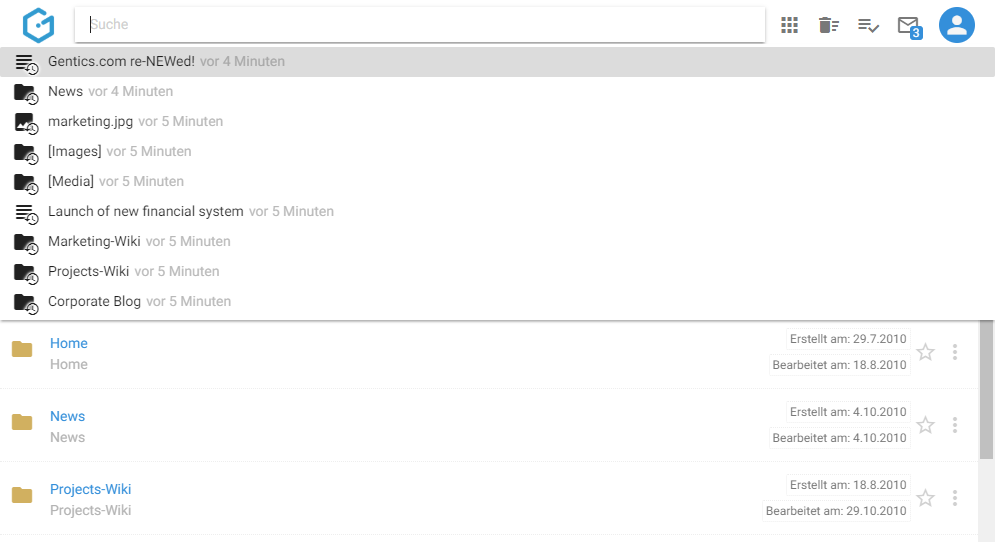 Suche
3
Gentics.com re-NEWed! vor 4 Minuten
News vor 4 Minuten
marketing.jpg vor 5 Minuten
[Images] vor 5 Minuten
[Media] vor 5 Minuten
Launch of new financial system vor 5 Minuten
Marketing-Wiki vor 5 Minuten
Projects-Wiki vor 5 Minuten
Corporate Blog vor 5 Minuten
Home
Erstellt am: 29.7.2010
Home
Bearbeitet am: 18.8.2010
News
Erstellt am: 4.10.2010
News
Bearbeitet am: 4.10.2010
Projects-Wiki
Erstellt am: 18.8.2010
Projects-Wiki
Bearbeitet am: 29.10.2010